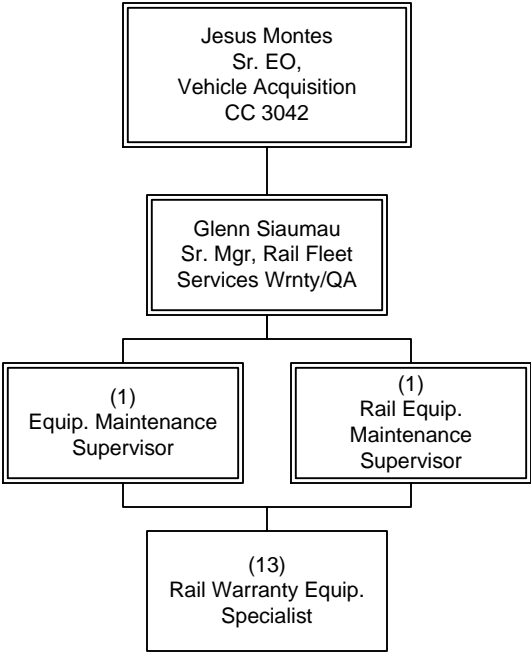 Jesus Montes
Sr. EO,
Vehicle Acquisition
CC 3042
Glenn Siaumau
Sr. Mgr, Rail Fleet
Services Wrnty/QA
(1)
Equip. Maintenance
Supervisor
(1)
Rail Equip.
Maintenance
Supervisor
(13)
Rail Warranty Equip.
Specialist